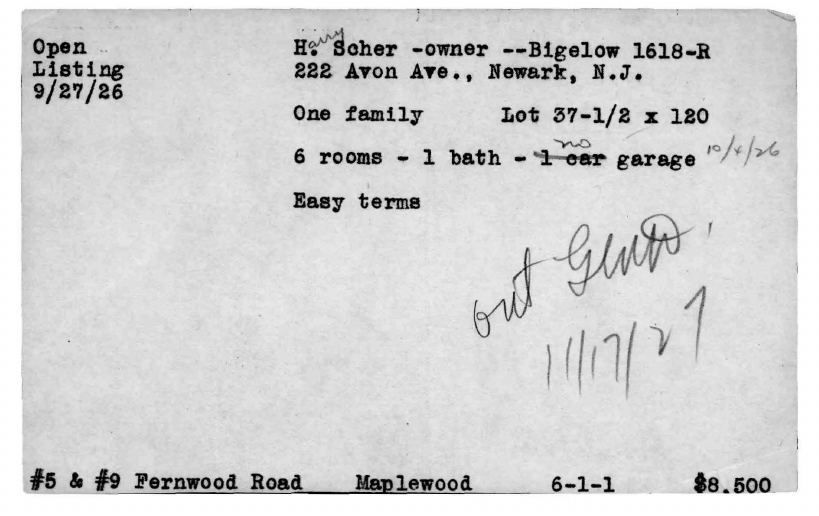 Open
Listing
9/27/26
Harry
H. Scher -owner --Bigelow 1618-R
222 Avon Ave., Newark, N.J.
One family Lot 37-1/2 x 120
no
6 rooms - 1 bath - 1 car garage 10/4/26
Easy terms
out
11/17/27
#5 & #9 Fernwood Road Maplewood 6-1-1 $8,500